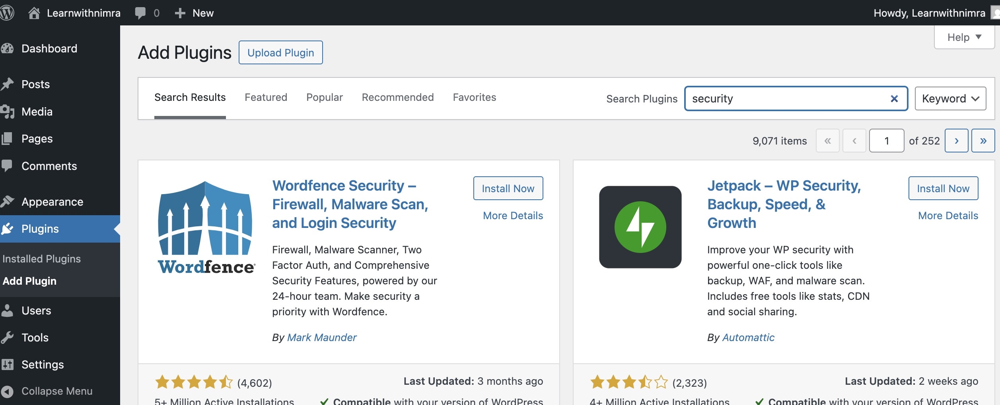 Learnwithnimra 0 New Howdy, Learnwithnimra
Help
Dashboard
Posts
Media
Pages
Comments
Appearance
Plugins
Installed Plugins
Add Plugin
Users
Tools
Settings
Collapse Menu
Add Plugins Upload Plugin
Search Results Featured Popular Recommended Favorites Search Plugins security Keyword
9,071 items « ‹ 1 of 252 › »
Wordfence
Wordfence Security –
Firewall, Malware Scan,
and Login Security
Install Now
More Details
Firewall, Malware Scanner, Two
Factor Auth, and Comprehensive
Security Features, powered by our
24-hour team. Make security a
priority with Wordfence.
By Mark Maunder
(4,602) Last Updated: 3 months ago
5+ Million Active Installations Compatible with your version of WordPress
Jetpack – WP Security,
Backup, Speed, &
Growth
Install Now
More Details
Improve your WP security with
powerful one-click tools like
backup, WAF, and malware scan.
Includes free tools like stats, CDN
and social sharing.
By Automattic
(2,323) Last Updated: 2 weeks ago
4+ Million Active Installations Compatible with your version of WordPress